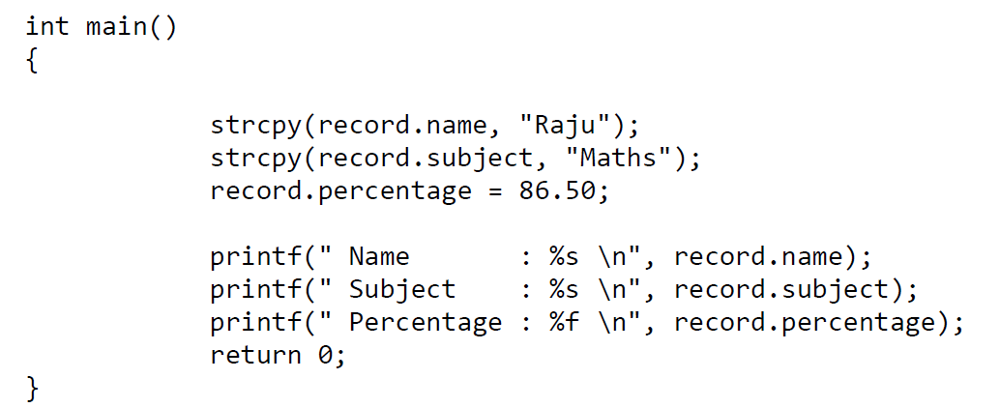 int main()
{
strcpy(record.name, "Raju");
strcpy(record.subject, "Maths");
record.percentage = 86.50;
printf(" Name       : %s \n", record.name);
printf(" Subject    : %s \n", record.subject);
printf(" Percentage : %f \n", record.percentage);
return 0;
}